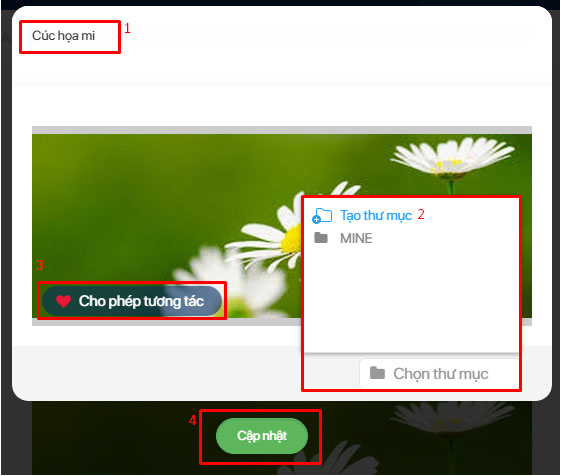 Cúc họa mi
1
Tạo thư mục 2
MINE
3
Cho phép tương tác
Chọn thư mục
4
Cập nhật